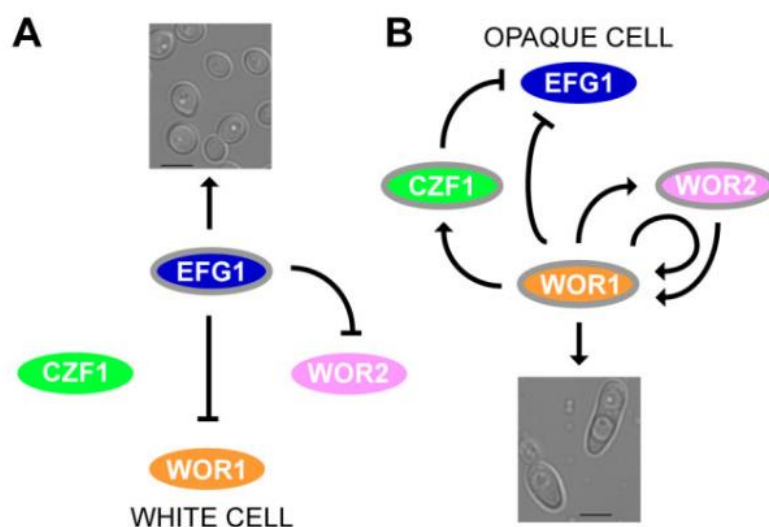 A
EFG1
CZF1
WOR2
WOR1
WHITE CELL
B
OPAQUE CELL
EFG1
CZF1
WOR2
WOR1